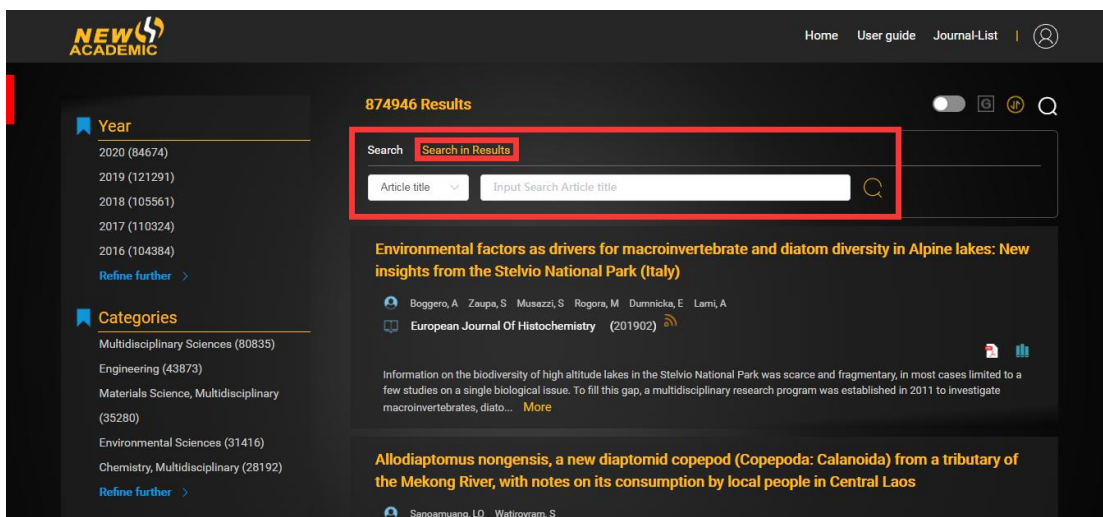 NEW
ACADEMIC
Home User guide Journal-List |
874946 Results
G
Year
2020 (84674)
2019 (121291)
2018 (105561)
2017 (110324)
2016 (104384)
Refine further >
Categories
Multidisciplinary Sciences (80835)
Engineering (43873)
Materials Science, Multidisciplinary
(35280)
Environmental Sciences (31416)
Chemistry, Multidisciplinary (28192)
Refine further >
Search Search in Results
Article title Input Search Article title
Environmental factors as drivers for macroinvertebrate and diatom diversity in Alpine lakes: New
insights from the Stelvio National Park (Italy)
Boggero, A Zaupa, S Musazzi, S Rogora, M Dumnicka, E Lami, A
European Journal Of Histochemistry (201902)
Information on the biodiversity of high altitude lakes in the Stelvio National Park was scarce and fragmentary, in most cases limited to a
few studies on a single biological issue. To fill this gap, a multidisciplinary research program was established in 2011 to investigate
macroinvertebrates, diato... More
Allodiaptomus nongensis, a new diaptomid copepod (Copepoda: Calanoida) from a tributary of
the Mekong River, with notes on its consumption by local people in Central Laos
Sanoamuang, LO Watiroyram, S